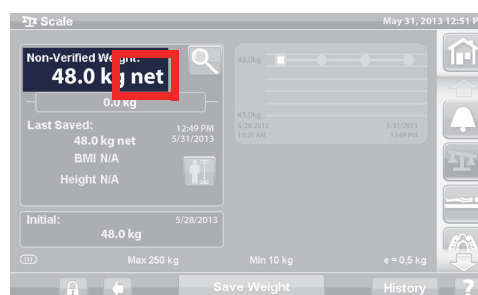 Scale
May 31, 2013 12:51 P
Non-Verified Weight:
48.0 kg net
0.0 kg
Last Saved:
12:49 PM
48.0 kg net
5/31/2013
BMI N/A
Height N/A
Initial:
5/28/2013
48.0 kg
48.0kg
45.0kg
5/28/2013
10:25 AM
5/31/2013
12:49 PM
Max 250 kg
Min 10 kg
e = 0,5 kg
Save Weight
History
?